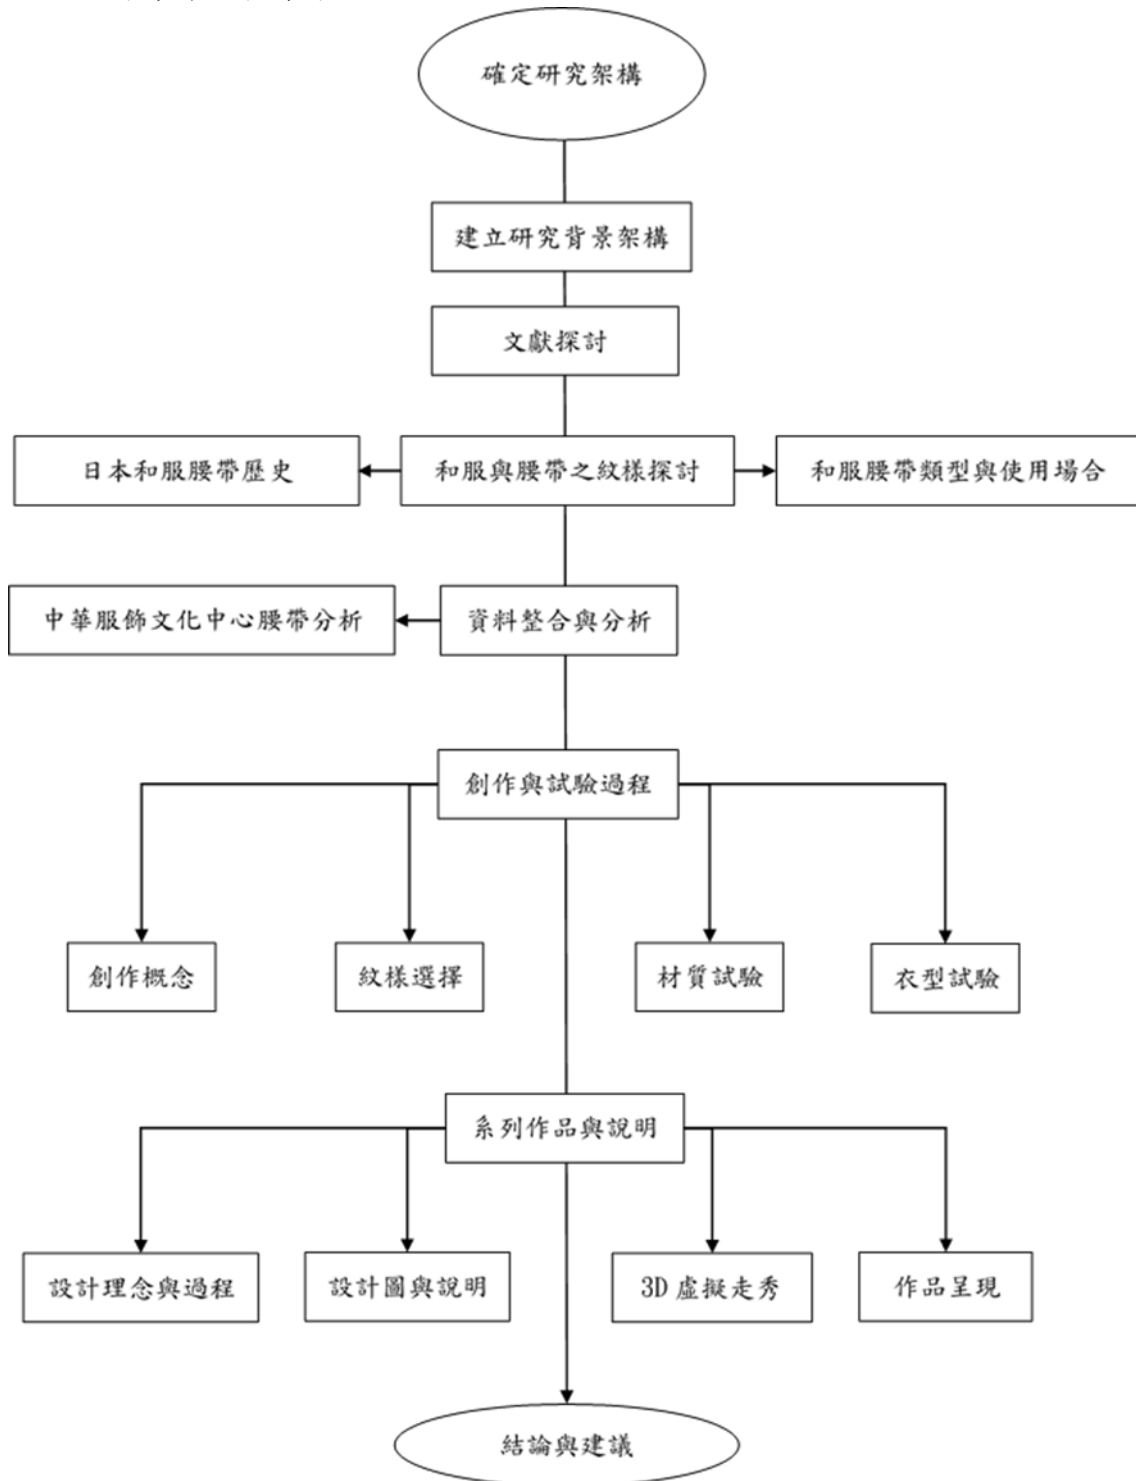 確定研究架構
建立研究背景架構
文獻探討
日本和服腰帶歷史
和服與腰帶之紋樣探討
和服腰帶類型與使用場合
中華服飾文化中心腰帶分析
資料整合與分析
創作與試驗過程
創作概念
紋樣選擇
材質試驗
衣型試驗
系列作品與說明
設計理念與過程
設計圖與說明
3D 虛擬走秀
作品呈現
結論與建議